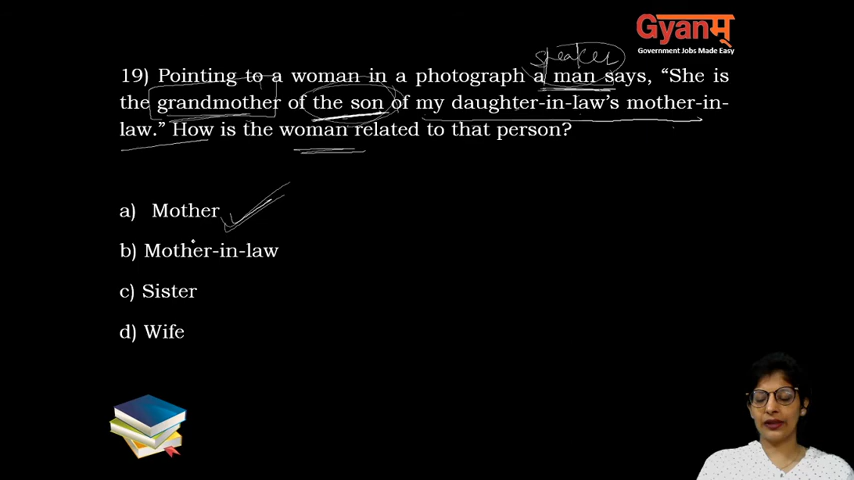 Gyanम्
Government Jobs Made Easy
speaker
19) Pointing to a woman in a photograph a man says, “She is
the grandmother of the son of my daughter-in-law’s mother-in-
law.” How is the woman related to that person?
a) Mother
b) Mother-in-law
c) Sister
d) Wife